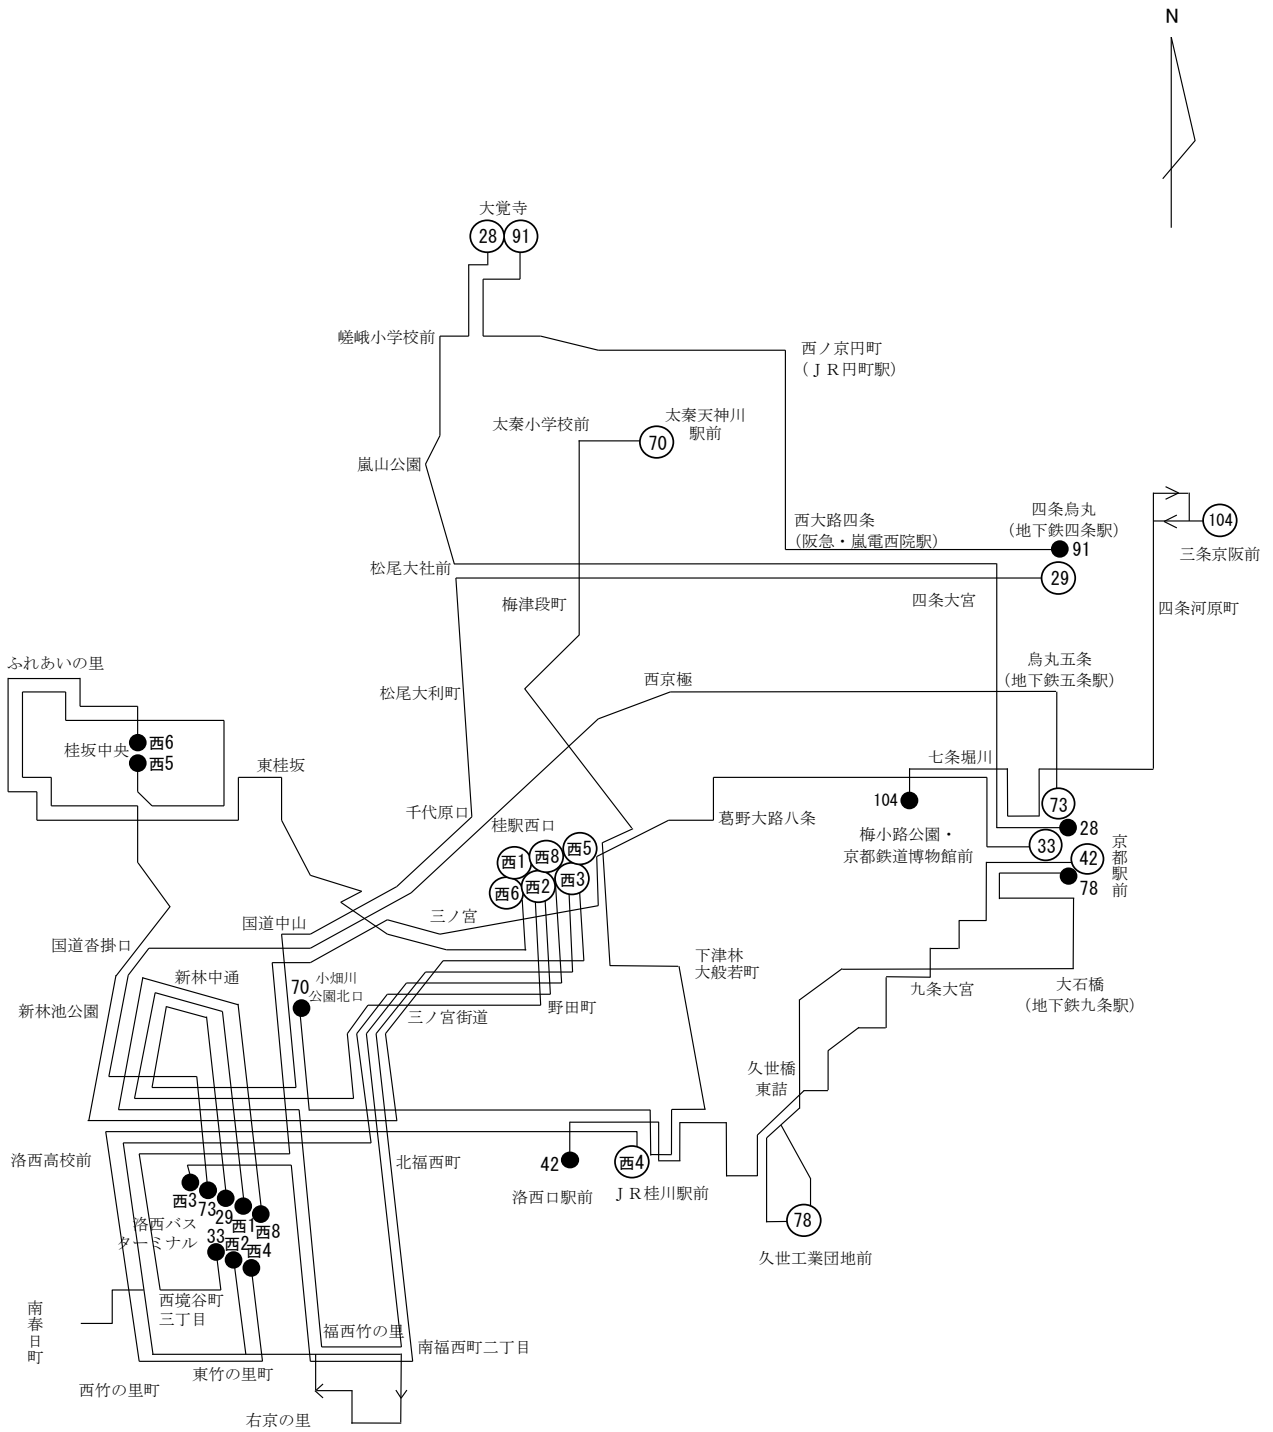 N
大覚寺
28
91
嵯峨小学校前
西ノ京円町
（ＪＲ円町駅）
太秦小学校前
太秦天神川
駅前
70
嵐山公園
西大路四条
（阪急・嵐電西院駅）
四条烏丸
（地下鉄四条駅）
91
29
104
三条京阪前
松尾大社前
梅津段町
四条大宮
四条河原町
ふれあいの里
松尾大利町
西京極
烏丸五条
（地下鉄五条駅）
桂坂中央
西6
西5
東桂坂
七条堀川
千代原口
桂駅西口
葛野大路八条
104
梅小路公園・
京都鉄道博物館前
73
28
33
42
78
京都駅前
西1
西8
西5
西6
西2
西3
三ノ宮
国道中山
国道沓掛口
新林中通
小畑川
公園北口
70
新林池公園
三ノ宮街道
野田町
下津林
大般若町
九条大宮
大石橋
（地下鉄九条駅）
久世橋
東詰
洛西高校前
北福西町
42
洛西口駅前
西4
ＪＲ桂川駅前
78
久世工業団地前
西3
73
29
西1
西8
洛西バス
ターミナル
33
西2
西4
西境谷町
三丁目
南春日町
福西竹の里
南福西町二丁目
東竹の里町
西竹の里町
右京の里